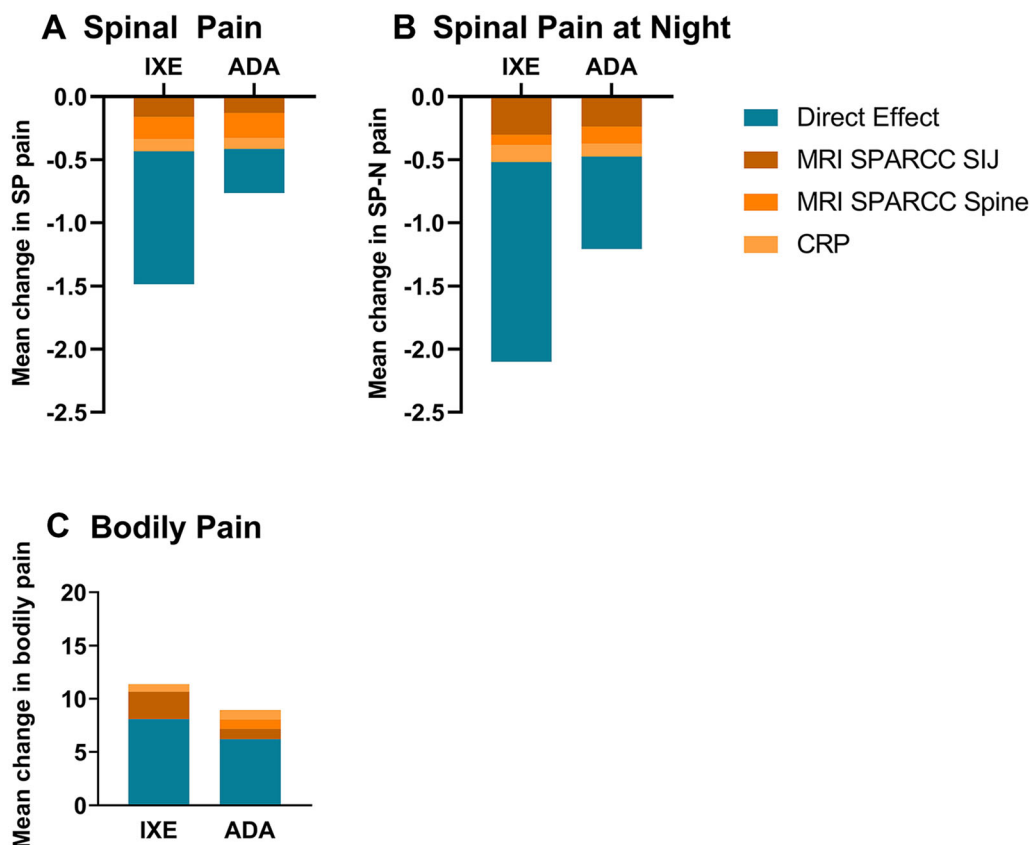 A Spinal Pain
IXE ADA
0.0
-0.5
-1.0
-1.5
-2.0
-2.5
Mean change in SP pain
B Spinal Pain at Night
IXE ADA
0.0
-0.5
-1.0
-1.5
-2.0
-2.5
Mean change in SP-N pain
Direct Effect
MRI SPARCC SIJ
MRI SPARCC Spine
CRP
C Bodily Pain
20
15
10
5
0
Mean change in bodily pain
IXE ADA